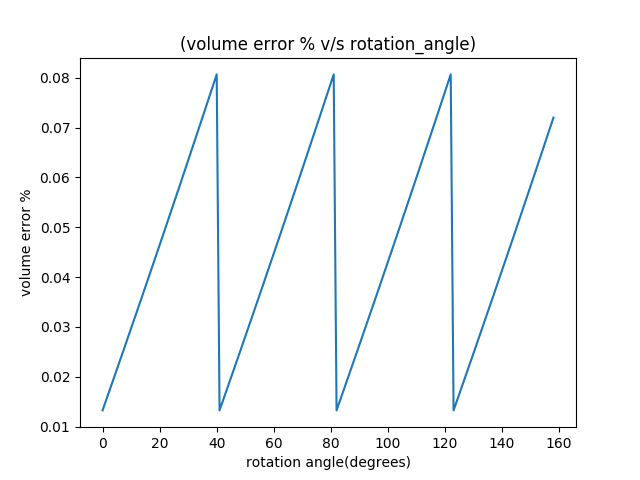 (volume error % v/s rotation_angle)
0.08
0.07
0.06
0.05
0.04
0.03
0.02
0.01
volume error %
0 20 40 60 80 100 120 140 160
rotation angle(degrees)